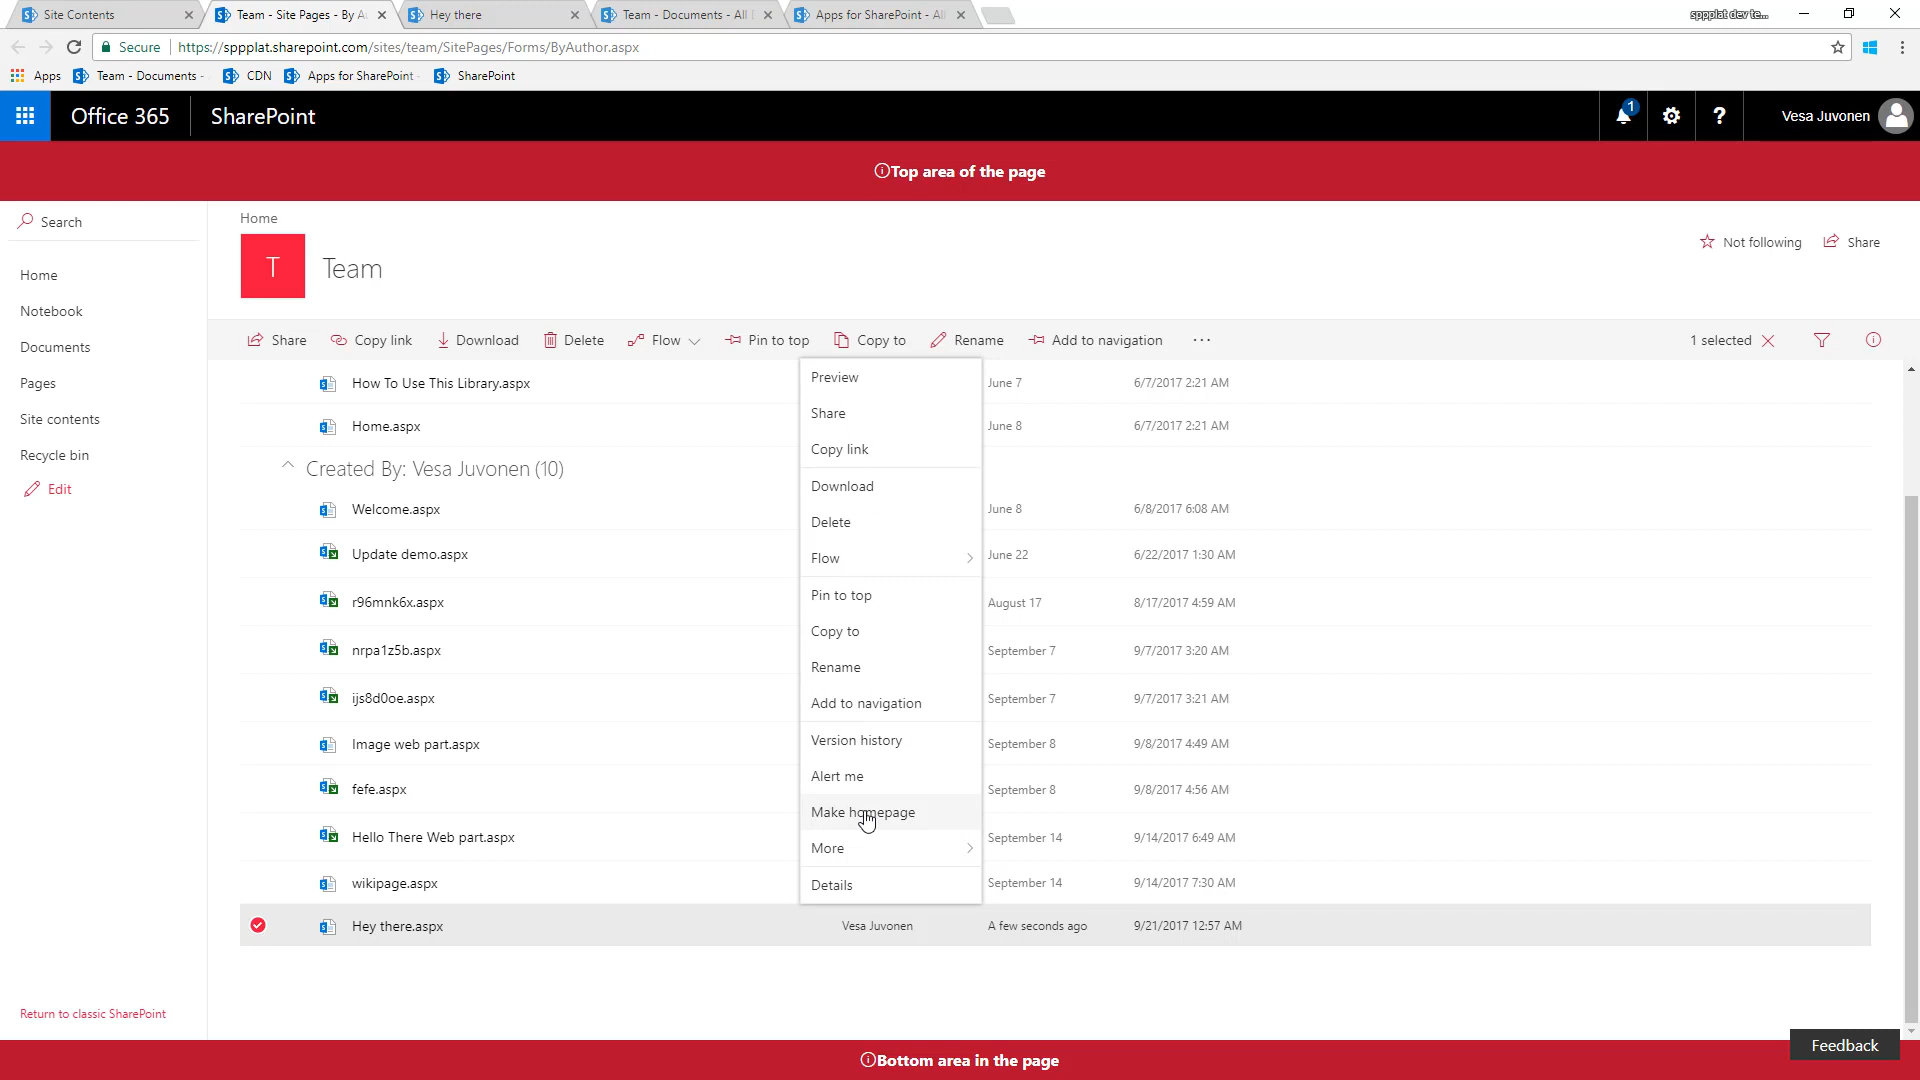 Site Contents
Team - Site Pages - By A
Hey there
Team - Documents - All
Apps for SharePoint - All
sppplat dev te...
Secure
https://sppplat.sharepoint.com/sites/team/SitePages/Forms/ByAuthor.aspx
Apps
Team - Documents -
CDN
Apps for SharePoint
SharePoint
Office 365
SharePoint
1
?
Vesa Juvonen
Top area of the page
Search
Home
Team
T
Not following
Share
Home
Notebook
Documents
Pages
Site contents
Recycle bin
Edit
Return to classic SharePoint
Share
Copy link
Download
Delete
Flow
Pin to top
Copy to
Rename
Add to navigation
...
1 selected
How To Use This Library.aspx
June 7
6/7/2017 2:21 AM
Home.aspx
June 8
6/7/2017 2:21 AM
Created By: Vesa Juvonen (10)
Welcome.aspx
June 8
6/8/2017 6:08 AM
Update demo.aspx
June 22
6/22/2017 1:30 AM
r96mnk6x.aspx
August 17
8/17/2017 4:59 AM
nrpa1z5b.aspx
September 7
9/7/2017 3:20 AM
ijs8d0oe.aspx
September 7
9/7/2017 3:21 AM
Image web part.aspx
September 8
9/8/2017 4:49 AM
fefe.aspx
September 8
9/8/2017 4:56 AM
Hello There Web part.aspx
September 14
9/14/2017 6:49 AM
wikipage.aspx
September 14
9/14/2017 7:30 AM
Hey there.aspx
Vesa Juvonen
A few seconds ago
9/21/2017 12:57 AM
Preview
Share
Copy link
Download
Delete
Flow
Pin to top
Copy to
Rename
Add to navigation
Version history
Alert me
Make homepage
More
Details
Feedback
Bottom area in the page